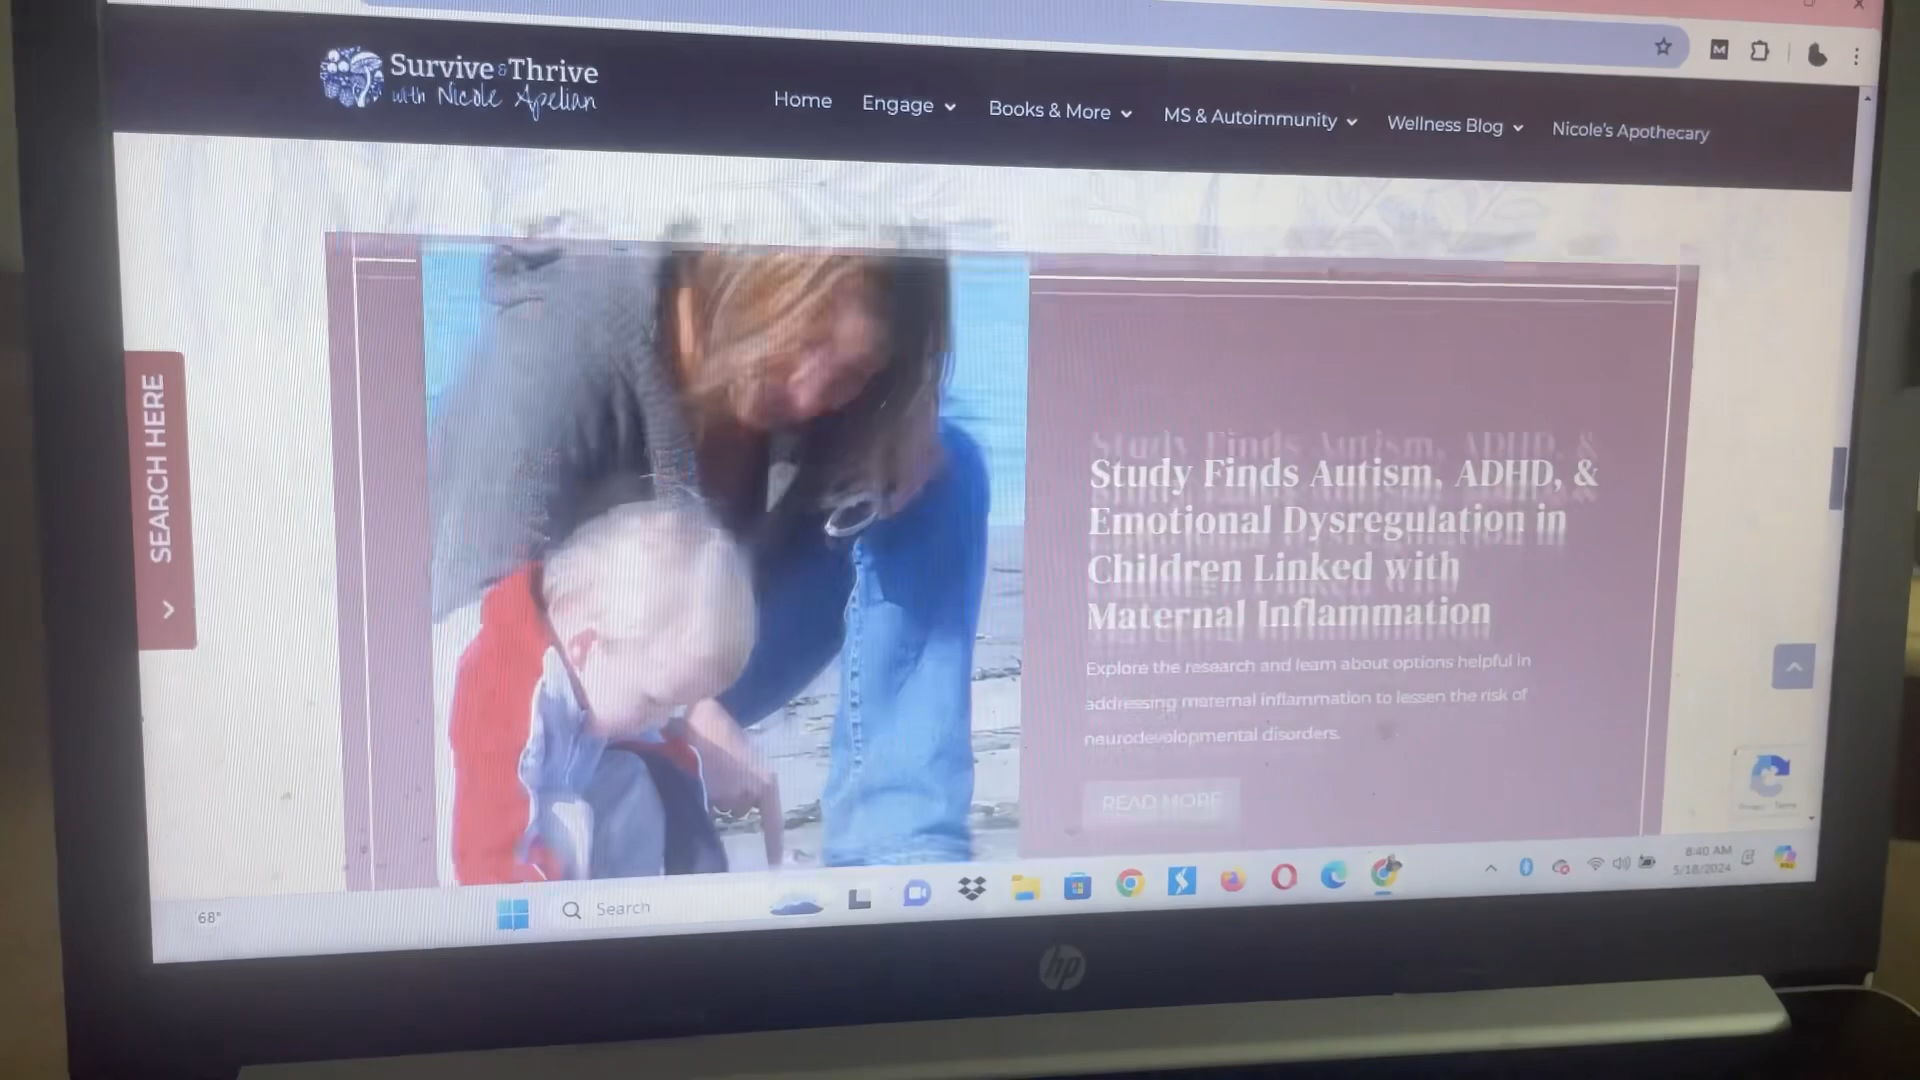 Survive & Thrive
with Nicole Apelian
Home
Engage
Books & More
MS & Autoimmunity
Wellness Blog
Nicole's Apothecary
SEARCH HERE
Study Finds Autism, ADHD, &
Emotional Dysregulation in
Children Linked with
Maternal Inflammation
Explore the research and learn about options helpful in
addressing maternal inflammation to lessen the risk of
neurodevelopmental disorders.
READ MORE
Privacy - Terms
68°
Search
8:40 AM
5/18/2024
hp